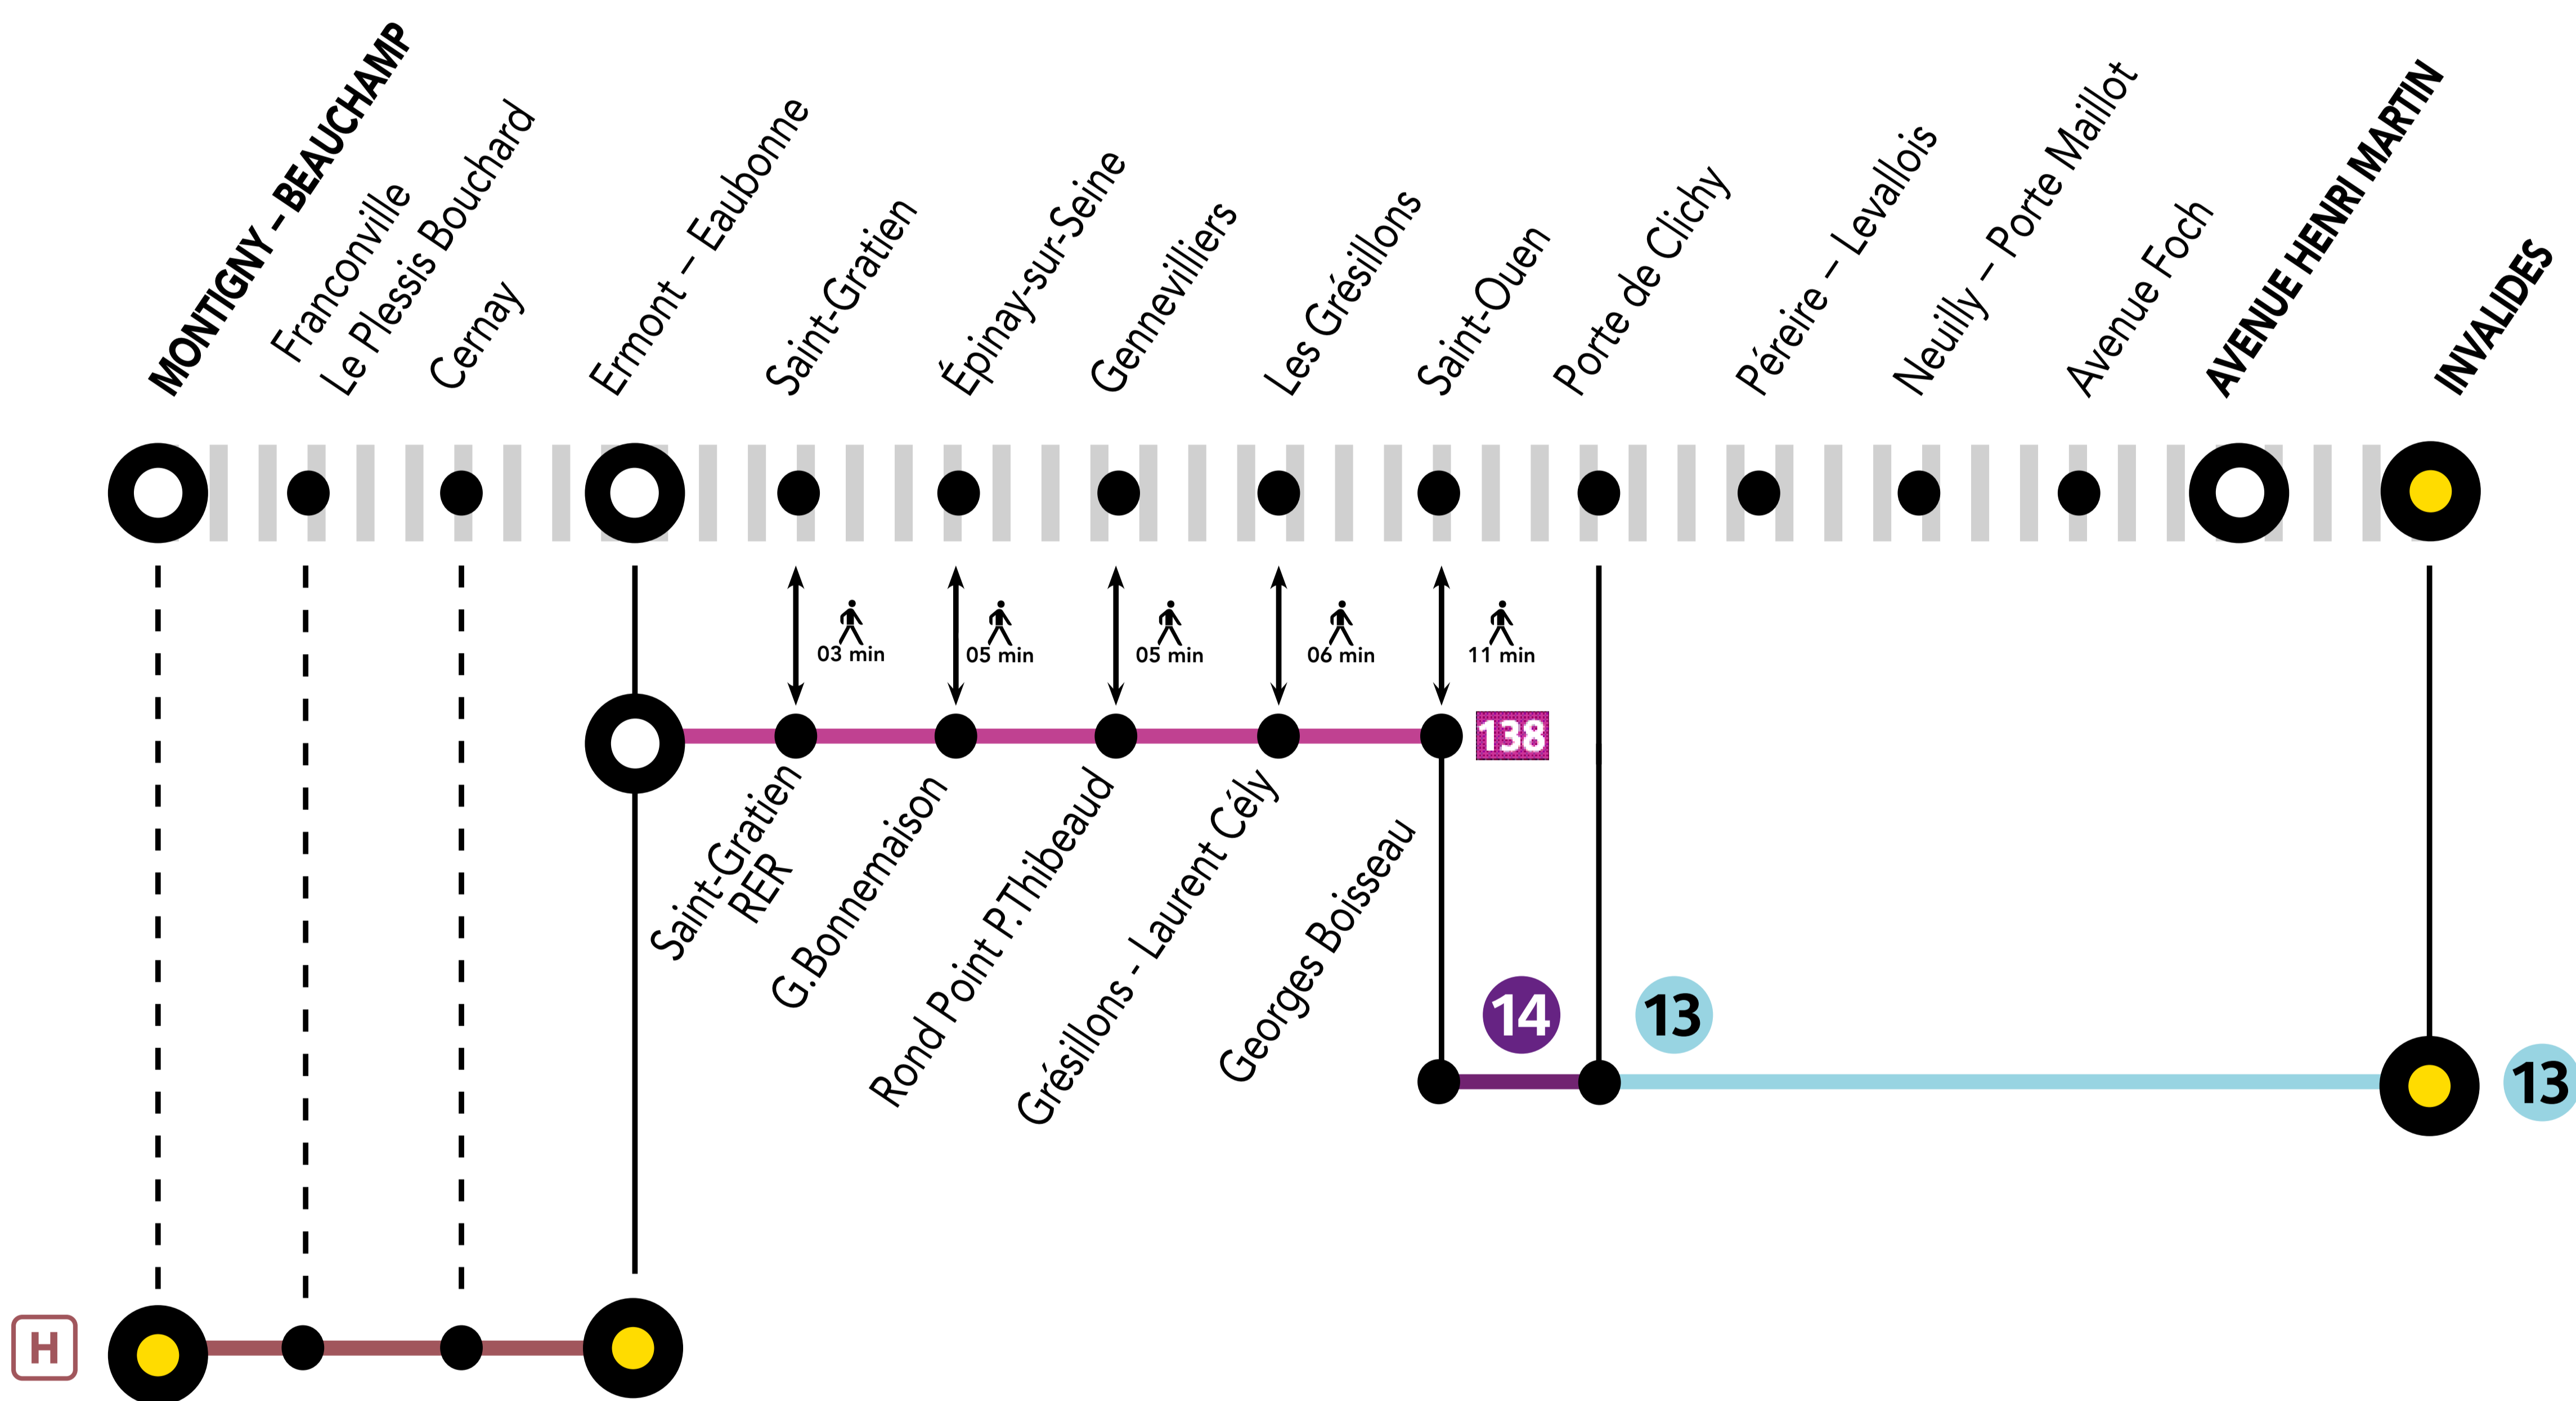 MONTIGNY – BEAUCHAMP
Franconville
Le Plessis Bouchard
Cernay
Ermont – Eaubonne
Saint-Gratien
Épinay-sur-Seine
Gennevilliers
Les Grésillons
Saint-Ouen
Porte de Clichy
Péreire – Levallois
Neuilly – Porte Maillot
Avenue Foch
AVENUE HENRI MARTIN
INVALIDES
03 min
05 min
05 min
06 min
11 min
138
Saint-Gratien
RER
G.Bonnemaison
Rond Point P.Thibeaud
Grésillons - Laurent Cély
Georges Boisseau
14
13
13
H